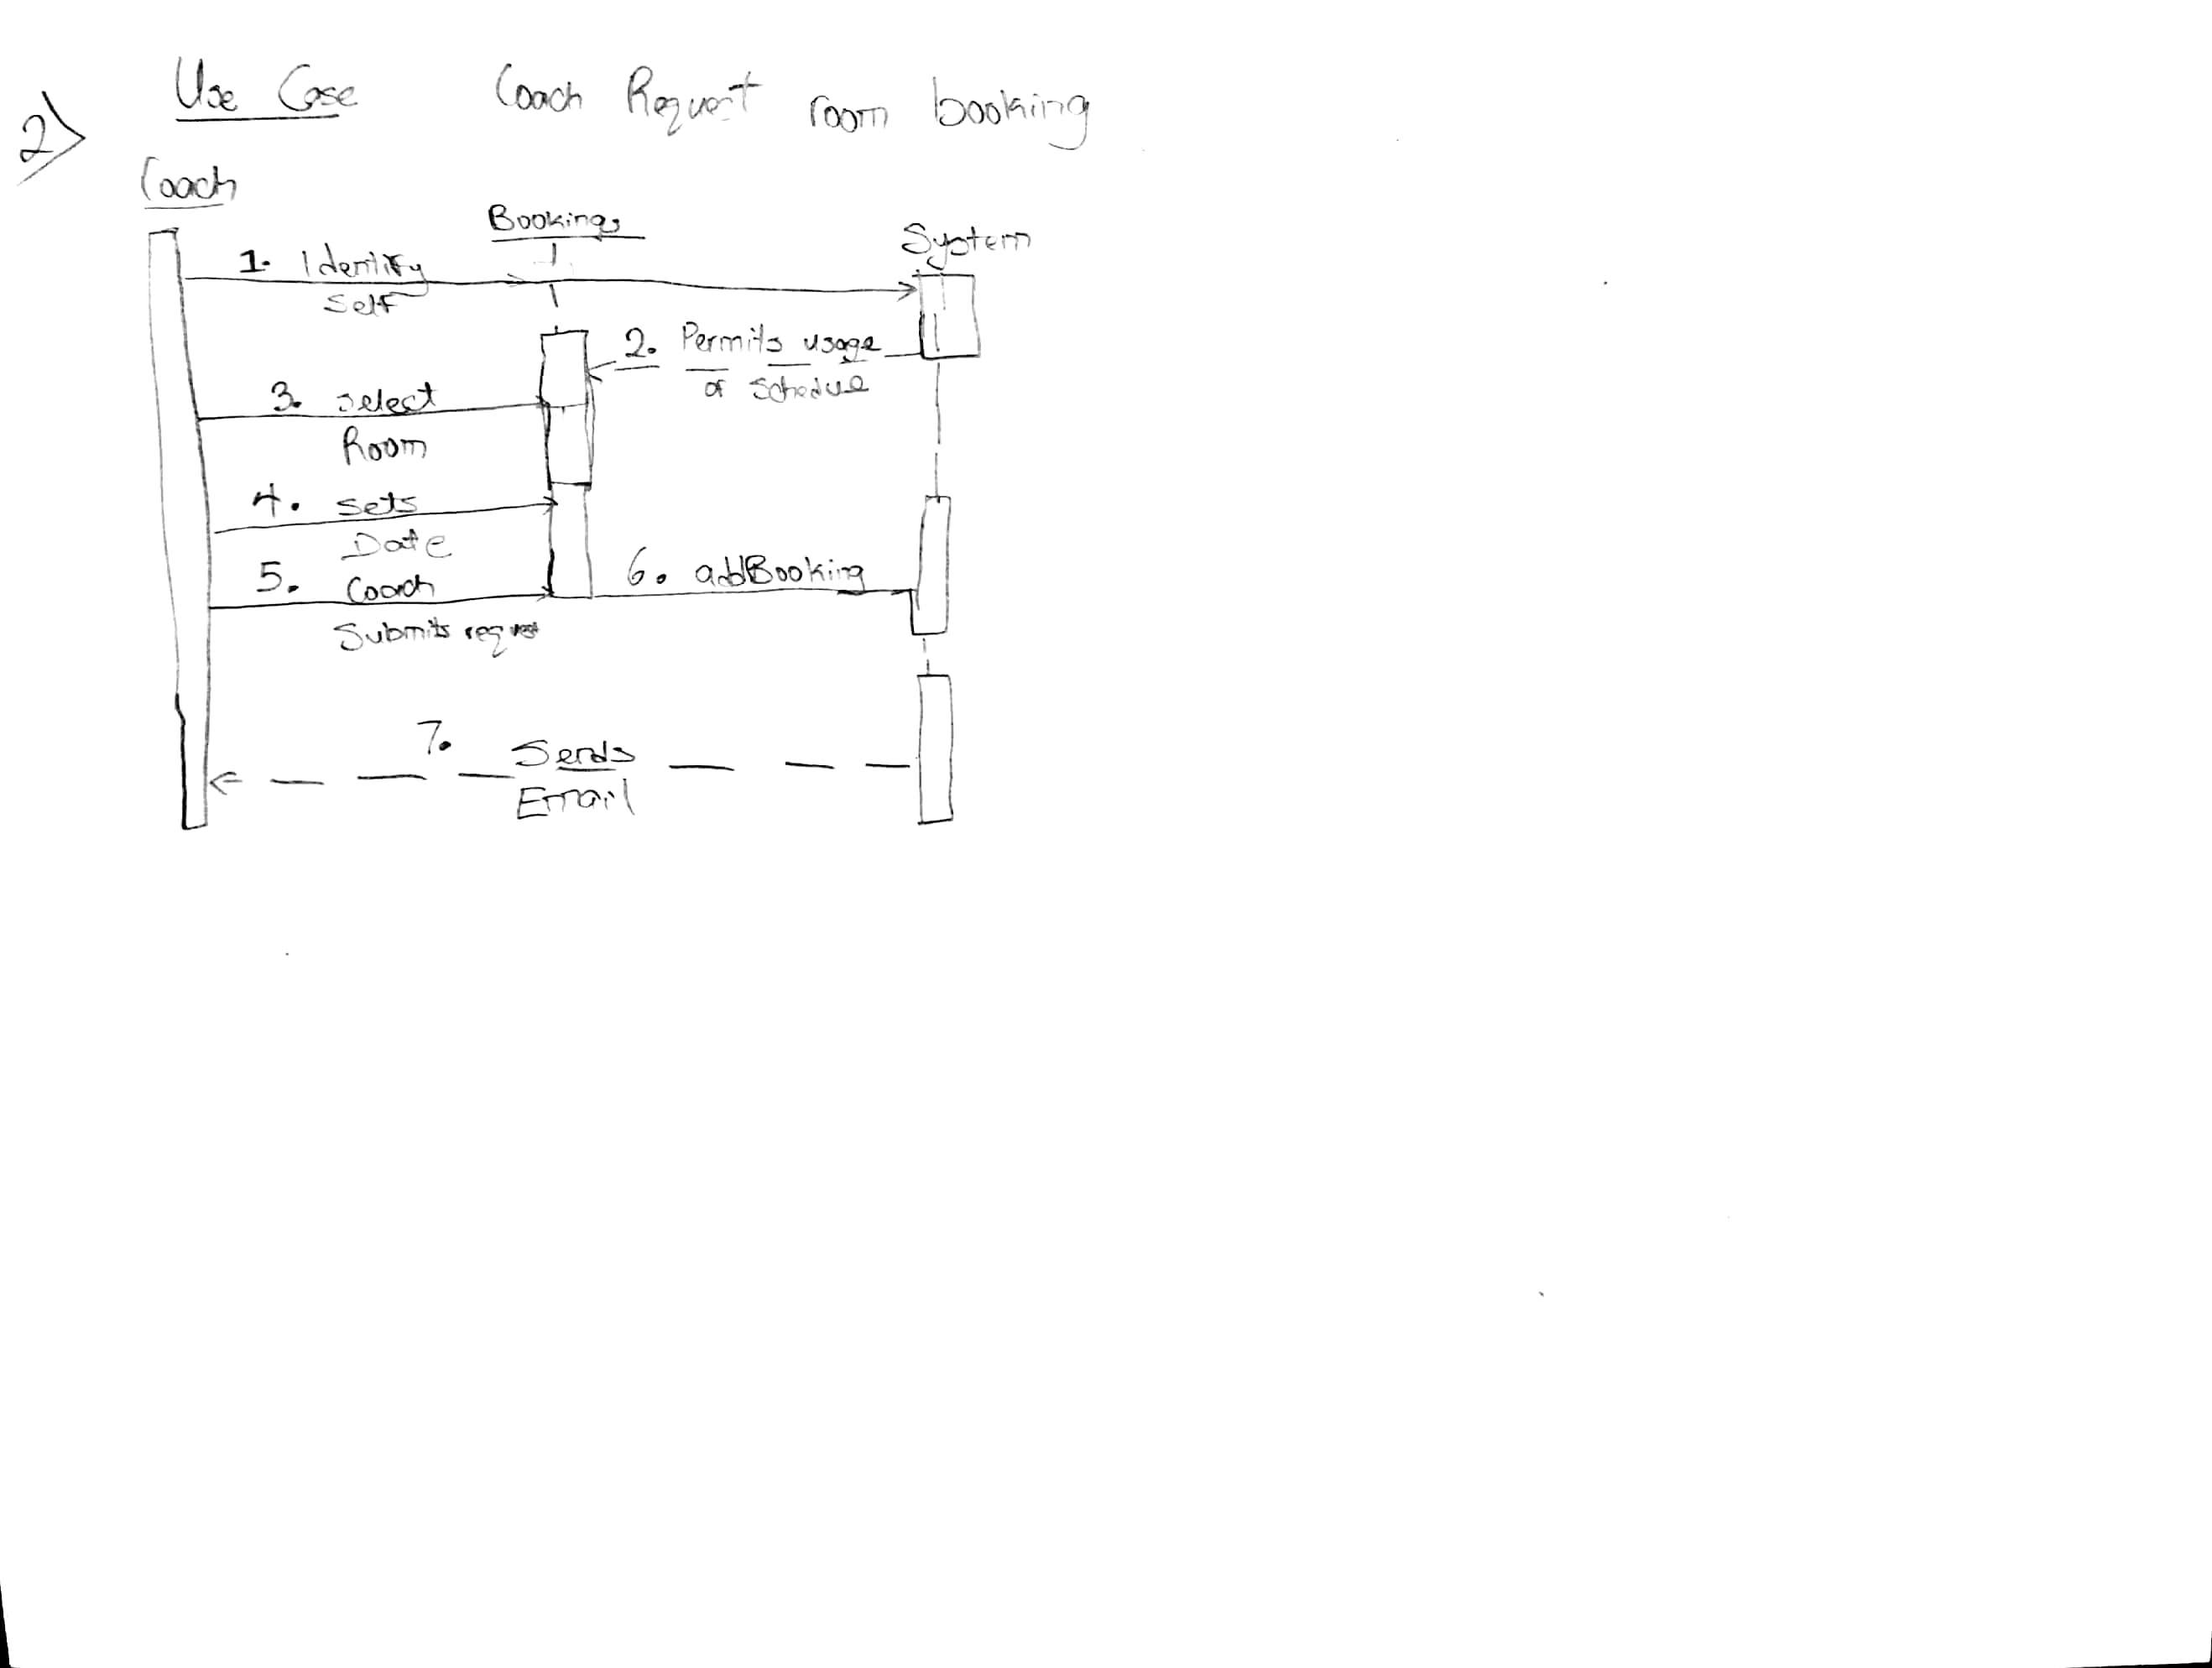 Use Case Coach Request room booking
2)
Coach
Bookings
System
1. Identify
Self
2. Permits usage
of schedule
3. select
Room
4. sets
Date
5. Coach
Submits request
6. addBooking
7. Sends
Email